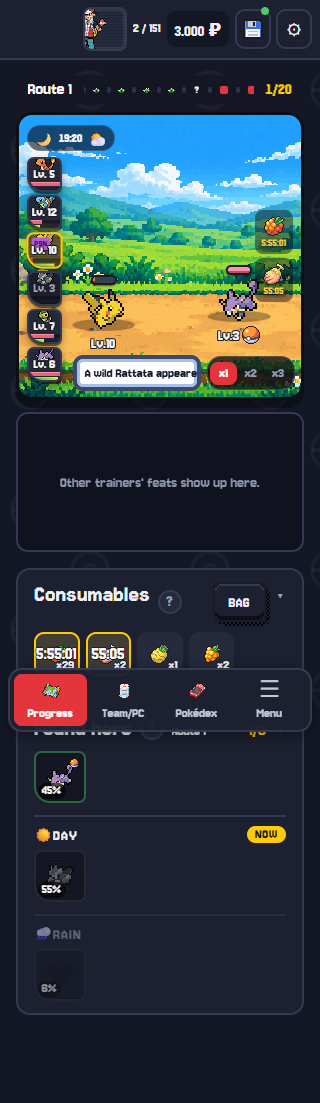 2 / 151
3.000 ₽
Route 1
?
1/20
19:20
Lv. 5
Lv. 12
PSN
Lv. 10
Lv. 3
Lv. 7
Lv. 6
5:55:01
55:05
Lv.10
Lv.3
A wild Rattata appeare
x1
x2
x3
Other trainers' feats show up here.
Consumables
?
BAG
5:55:01
x29
55:05
x2
x1
x2
Progress
Team/PC
Pokédex
Menu
Route 1
45%
DAY
NOW
55%
RAIN
6%